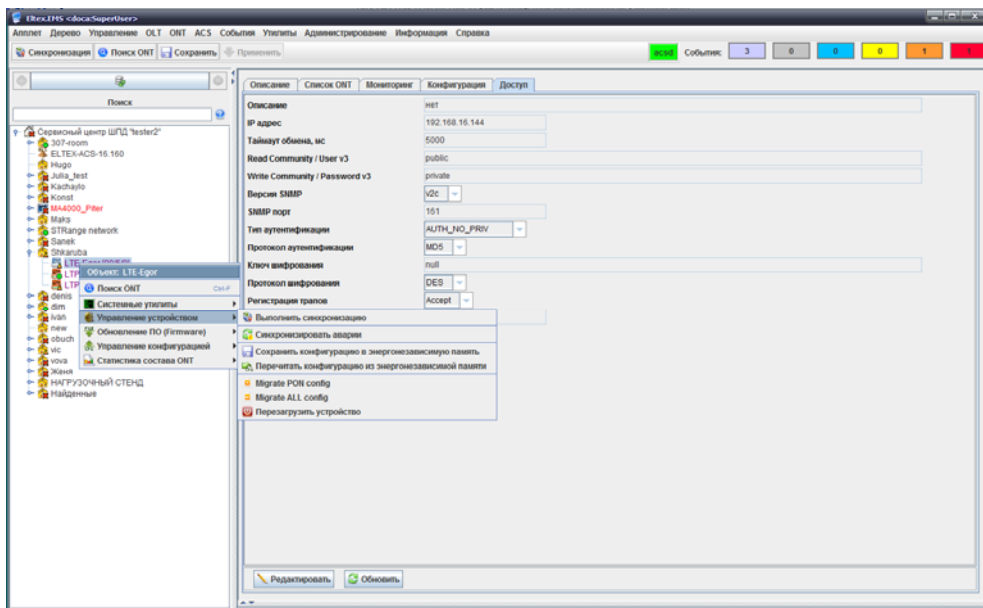 Eltex.EMS <doca:SuperUser>
Апплет Дерево Управление OLT ONT ACS События Утилиты Администрирование Информация Справка
Синхронизация Поиск ONT Сохранить Применить acsd События: 3 0 0 0 1 1
Поиск
Сервисный центр ШПД "tester2"
307-room
ELTEX-ACS-16.160
Hugo
Julia_test
Kachaylo
Konst
MA4000_Piter
Maks
STRange network
Sanek
Shkaruba
LTE-Egor
LTP
LTP
denis
dim
ivan
new
obuch
vic
vova
Женя
НАГРУЗОЧНЫЙ СТЕНД
Найденные
Объект: LTE-Egor
Поиск ONT Ctrl-F
Системные утилиты
Управление устройством
Обновление ПО (Firmware)
Управление конфигурацией
Статистика состава ONT
Выполнить синхронизацию
Синхронизировать аварии
Сохранить конфигурацию в энергонезависимую память
Перечитать конфигурацию из энергонезависимой памяти
Migrate PON config
Migrate ALL config
Перезагрузить устройство
Описание Список ONT Мониторинг Конфигурация Доступ
Описание нет
IP адрес 192.168.16.144
Таймаут обмена, мс 5000
Read Community / User v3 public
Write Community / Password v3 private
Версия SNMP v2c
SNMP порт 161
Тип аутентификации AUTH_NO_PRIV
Протокол аутентификации MD5
Ключ шифрования null
Протокол шифрования DES
Регистрация трапов Accept
Редактировать Обновить